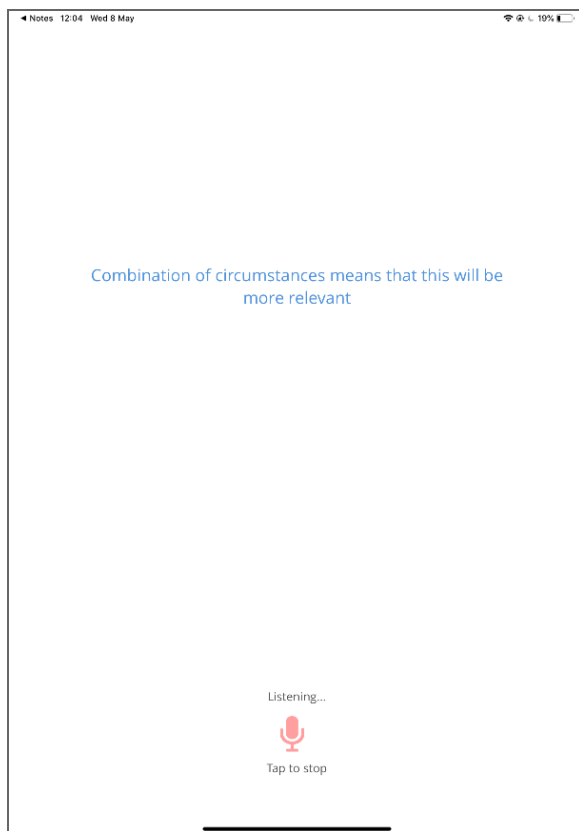 ◀ Notes 12:04 Wed 8 May 19%
Combination of circumstances means that this will be
more relevant
Listening...
Tap to stop